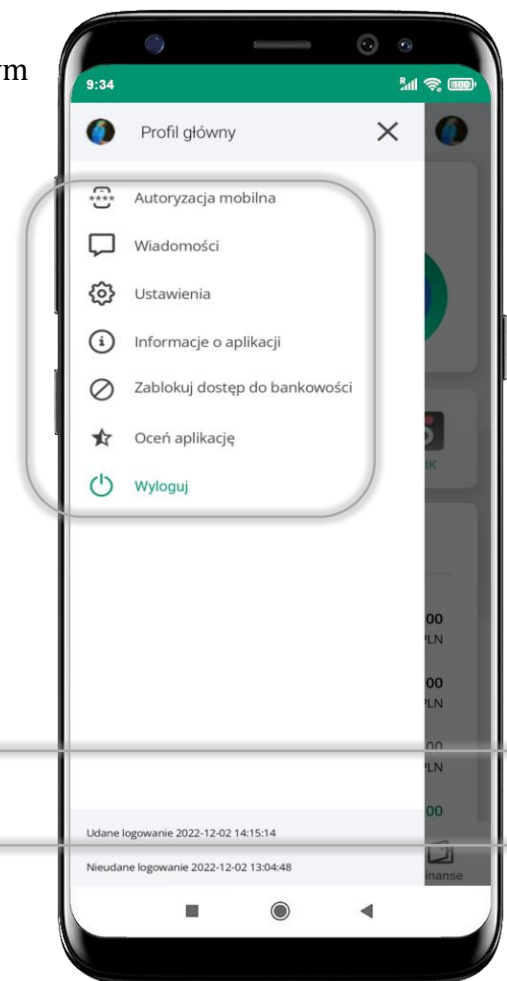 ym
9:34
Profil główny
Autoryzacja mobilna
Wiadomości
Ustawienia
Informacje o aplikacji
Zablokuj dostęp do bankowości
Oceń aplikację
Wyloguj
IK
00
PLN
00
PLN
00
PLN
00
Udane logowanie 2022-12-02 14:15:14
Nieudane logowanie 2022-12-02 13:04:48
inanse